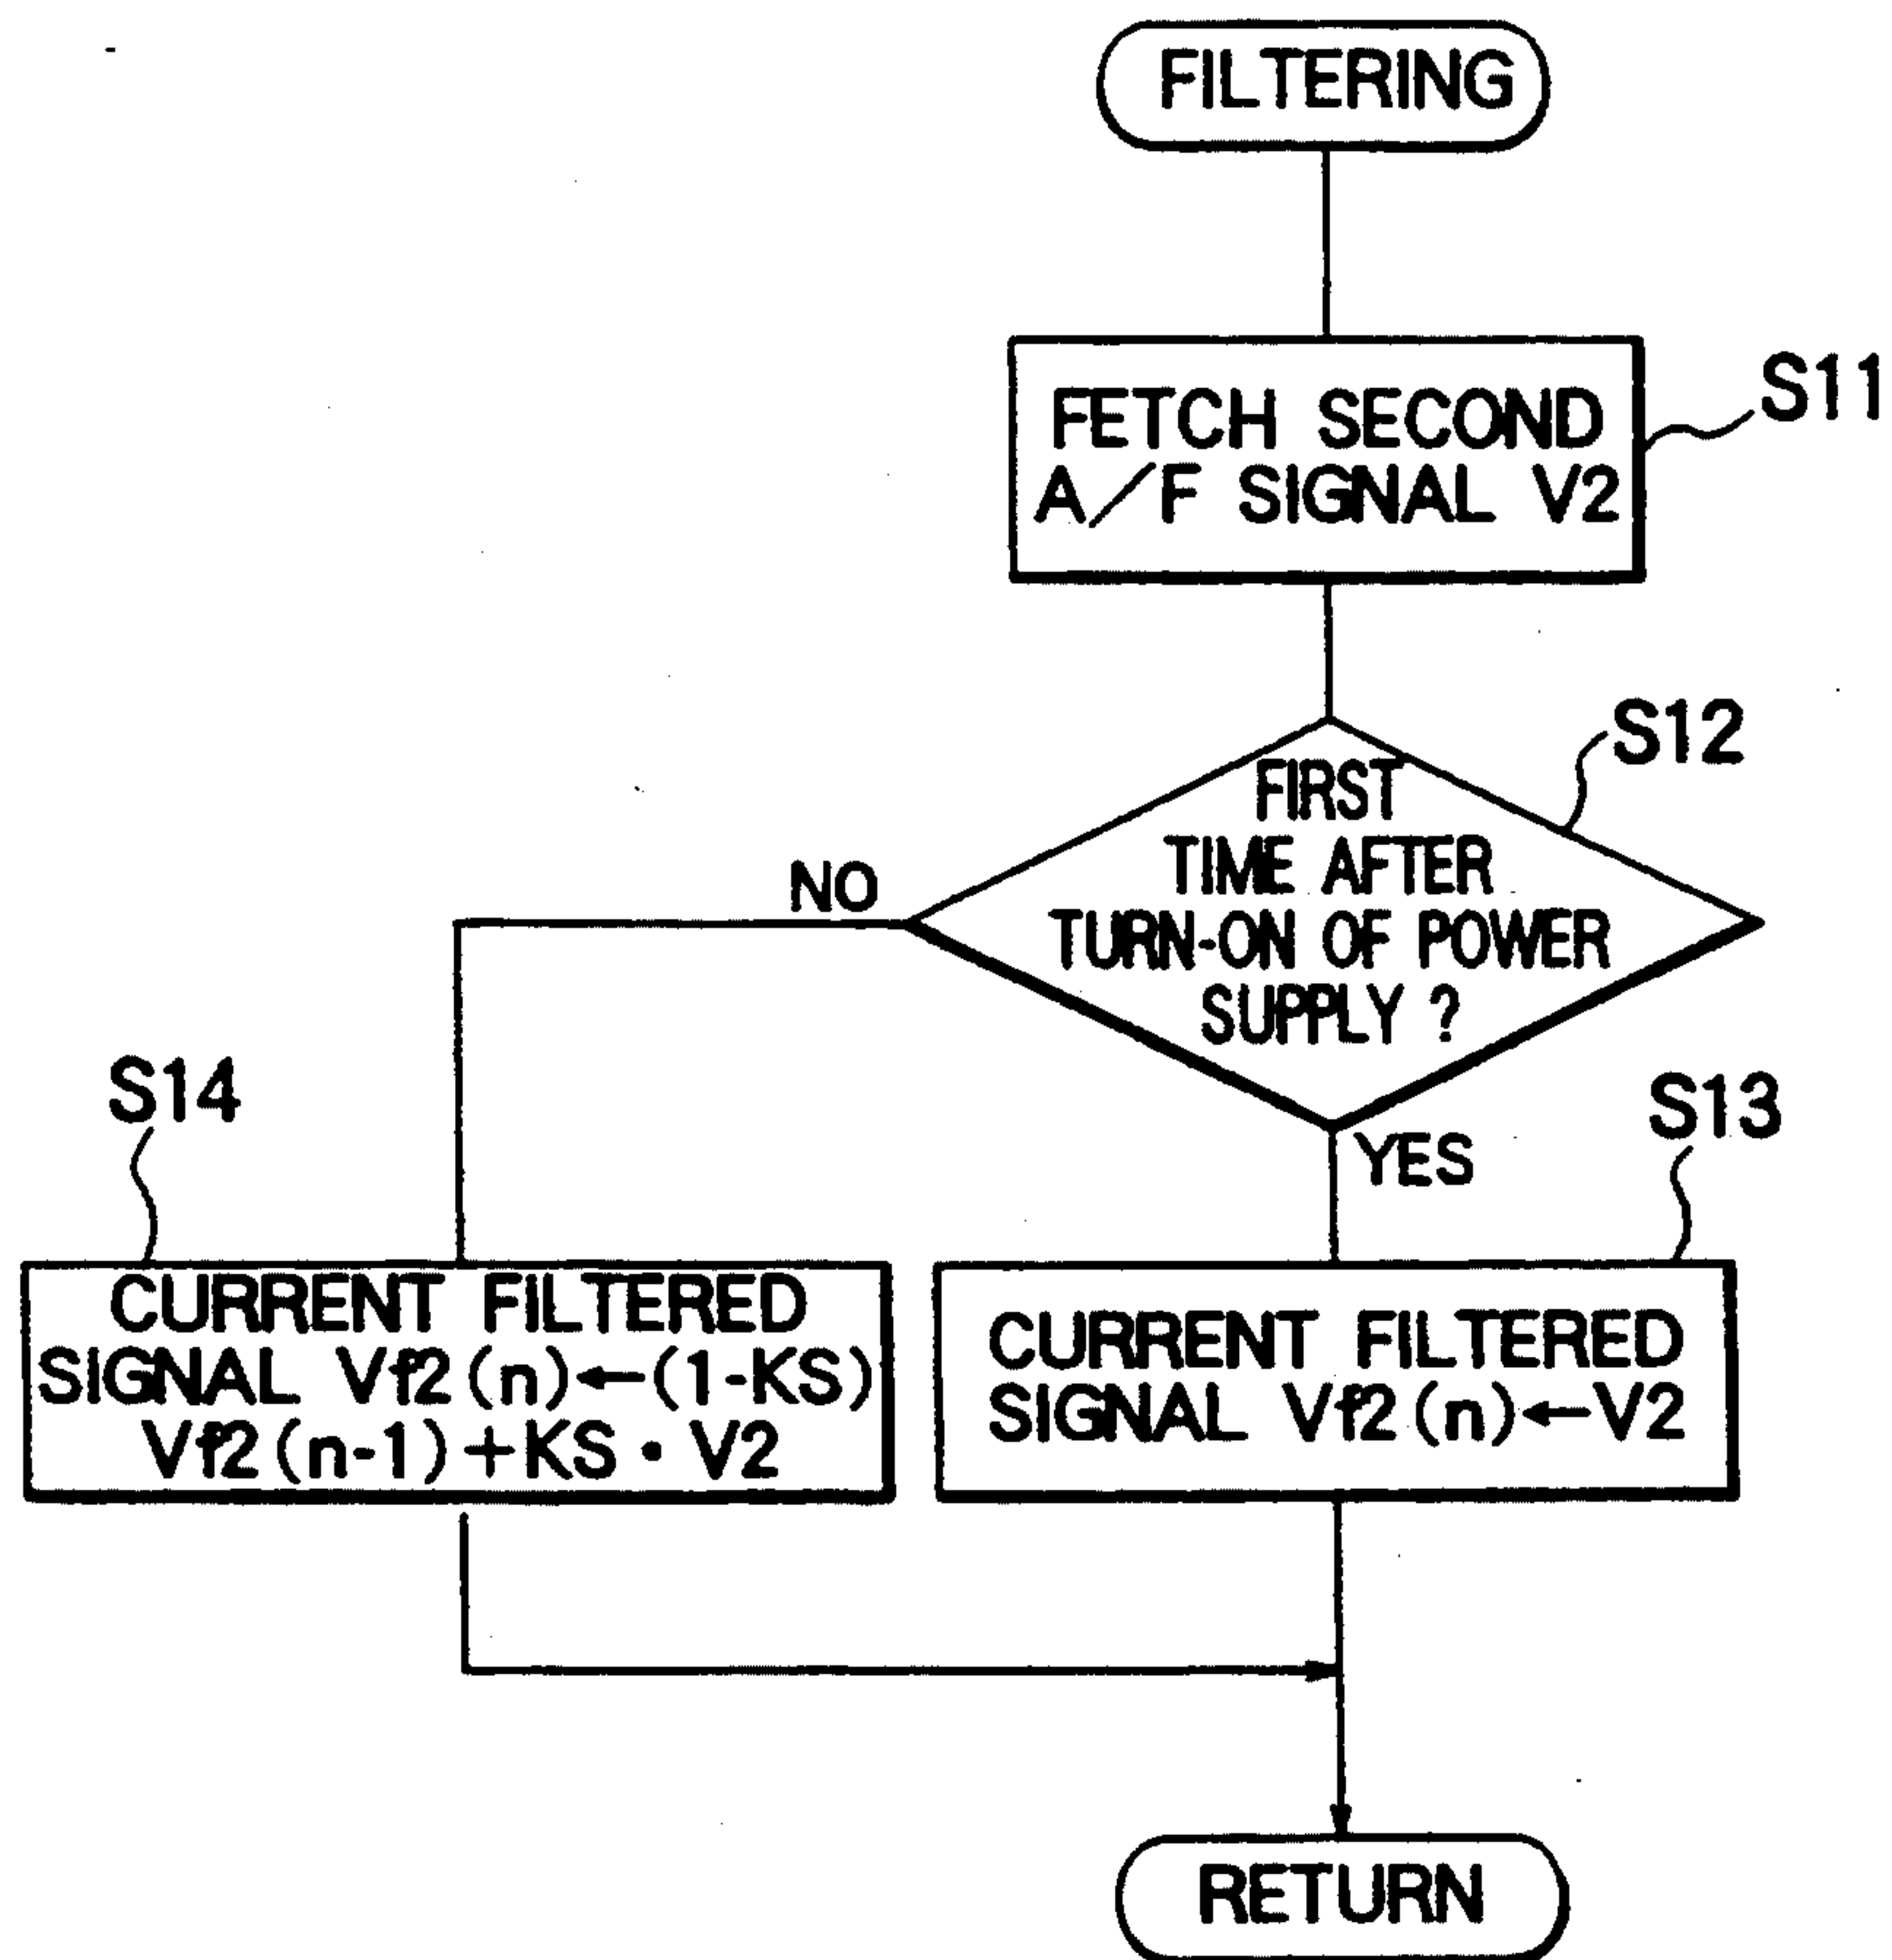 FILTERING
FETCH SECOND
A/F SIGNAL V2
S11
FIRST
TIME AFTER
TURN-ON OF POWER
SUPPLY ?
S12
NO
YES
S14
CURRENT FILTERED
SIGNAL Vf2(n)←(1-KS)
Vf2(n-1)+KS・V2
S13
CURRENT FILTERED
SIGNAL Vf2(n)←V2
RETURN